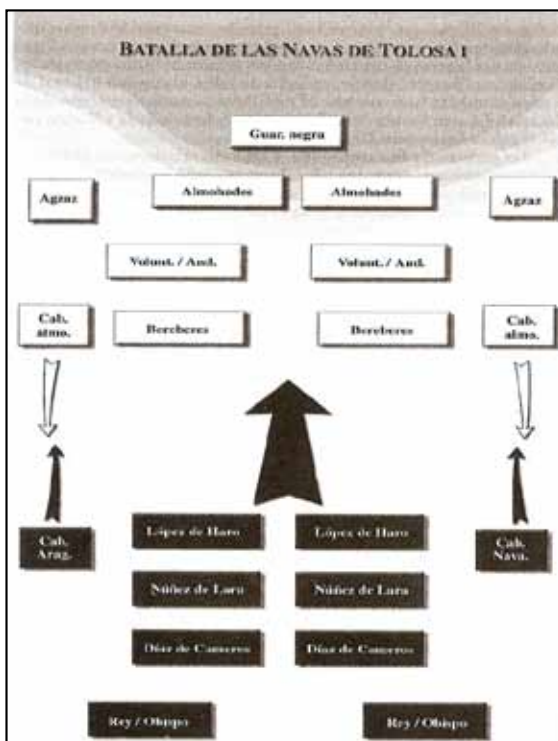 BATALLA DE LAS NAVAS DE TOLOSA I
Guar. negra
Agzaz
Almohades
Almohades
Agzaz
Volunt. / And.
Volunt. / And.
Cab.
almo.
Bereberes
Bereberes
Cab.
almo.
Cab.
Arag.
López de Haro
López de Haro
Cab.
Nava.
Núñez de Lara
Núñez de Lara
Díaz de Cameros
Díaz de Cameros
Rey / Obispo
Rey / Obispo